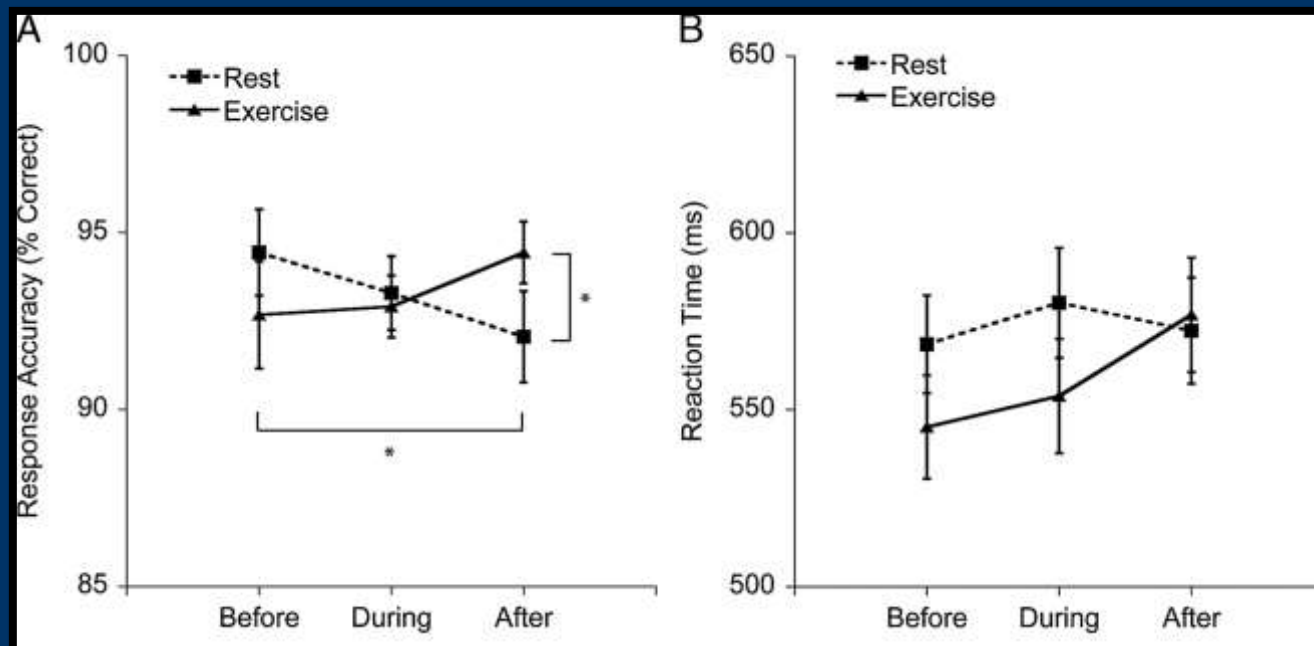 A
Response Accuracy (% Correct)
100
95
90
85
Rest
Exercise
*
*
Before During After
B
Reaction Time (ms)
650
600
550
500
Rest
Exercise
Before During After